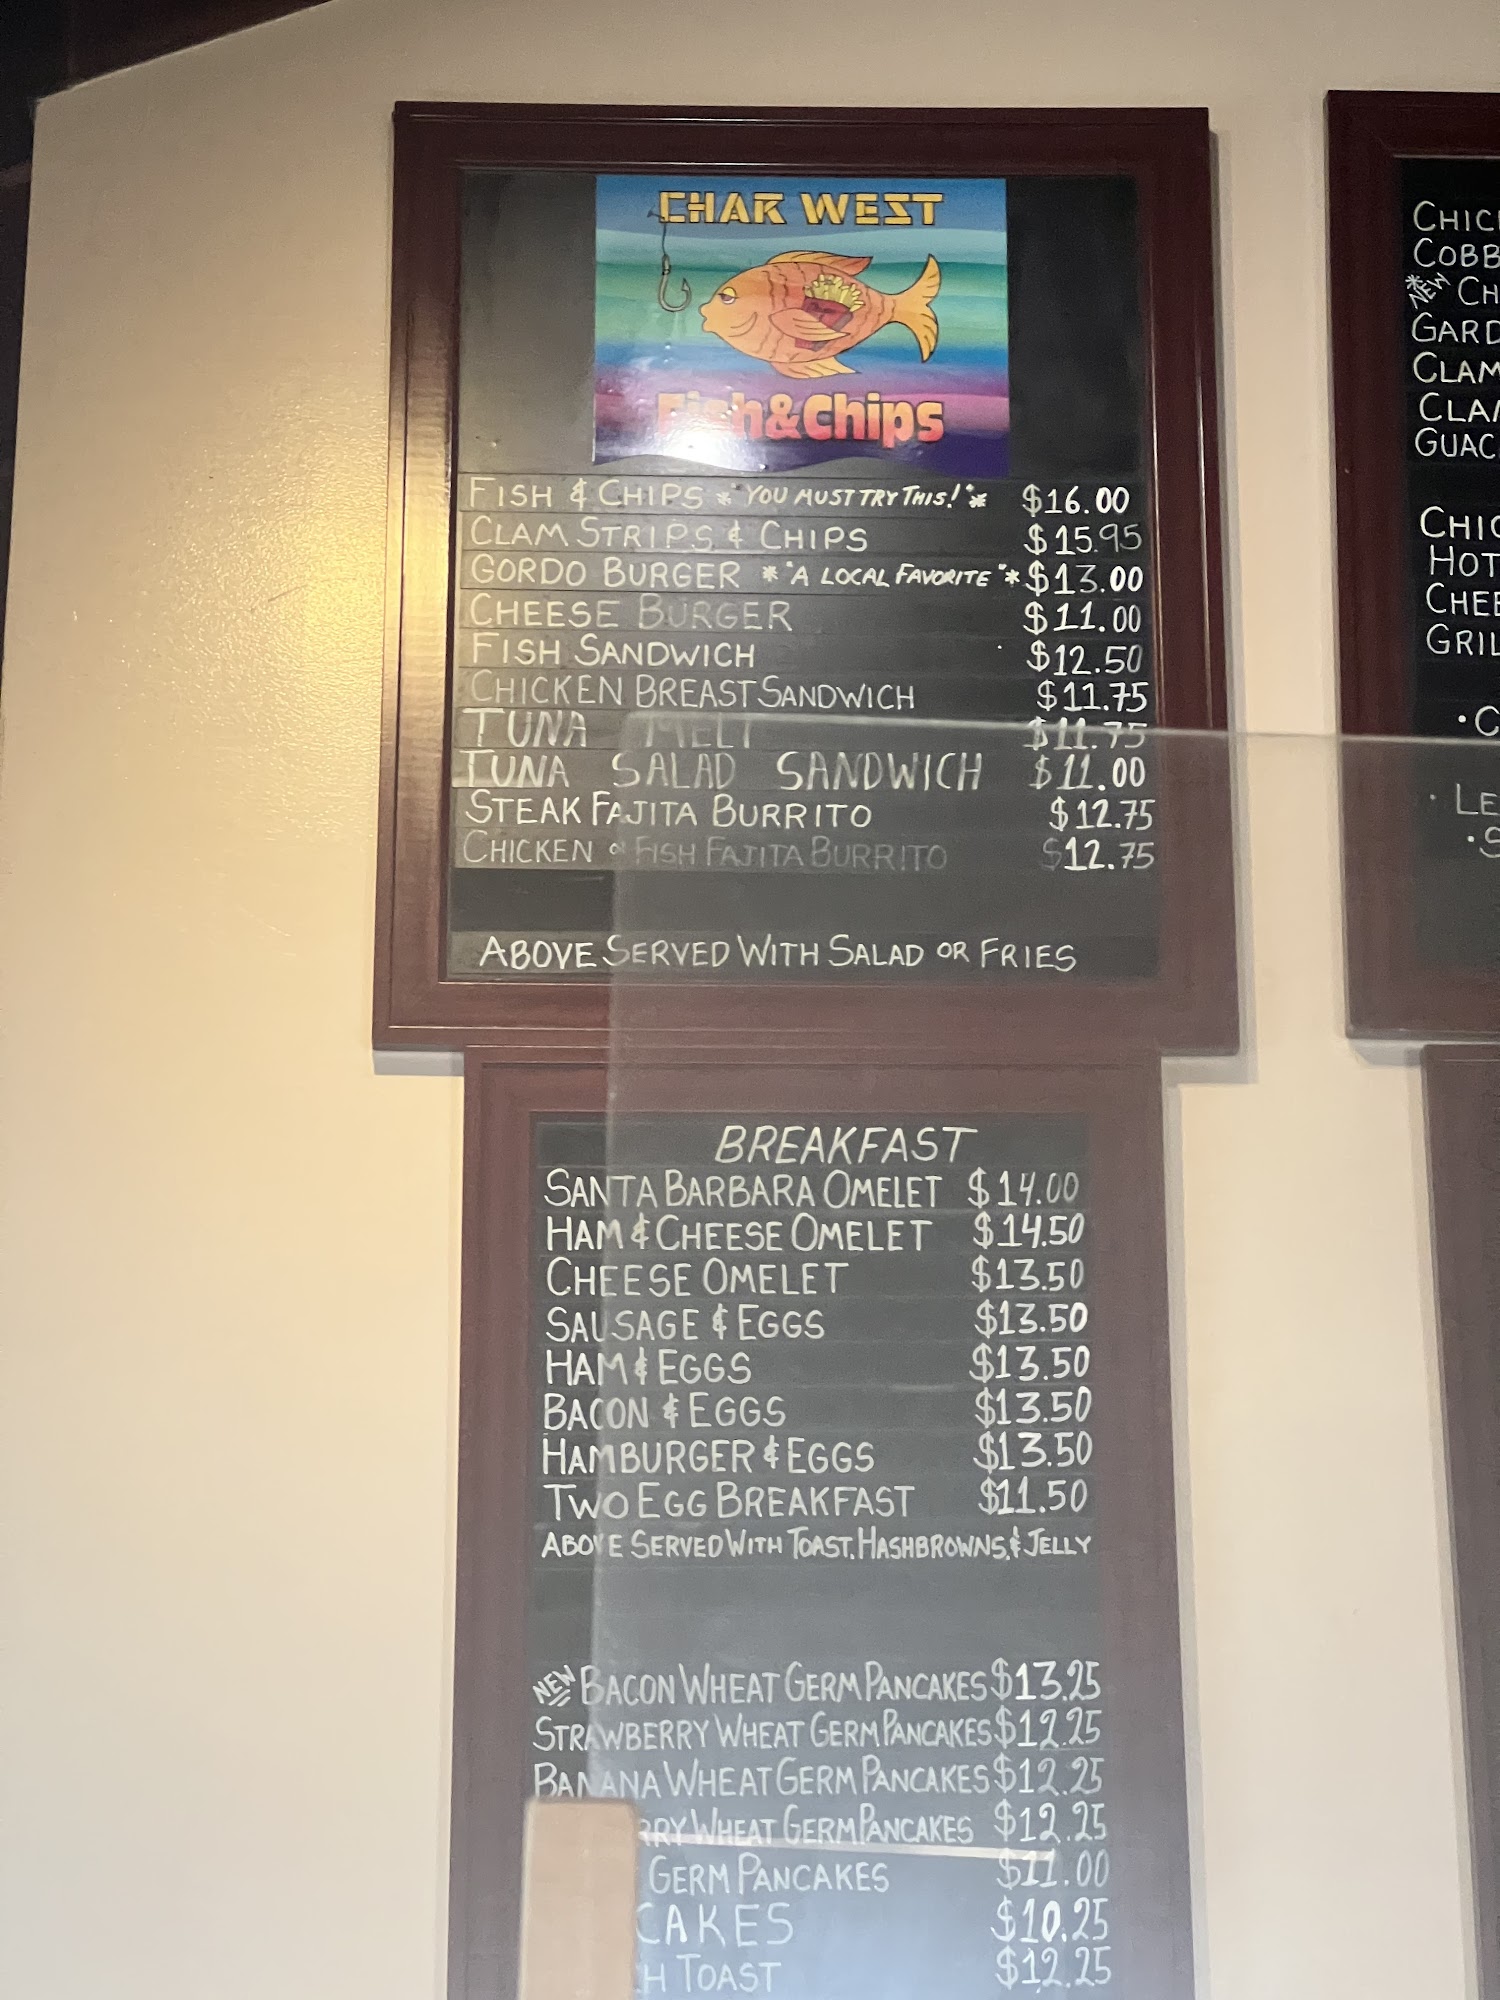 CHAR WEST
Fish&Chips
FISH & CHIPS *"YOU MUST TRY THIS!"* $16.00
CLAM STRIPS & CHIPS $15.95
GORDO BURGER *"A LOCAL FAVORITE"* $13.00
CHEESE BURGER $11.00
FISH SANDWICH $12.50
CHICKEN BREAST SANDWICH $11.75
TUNA MELT $11.75
TUNA SALAD SANDWICH $11.00
STEAK FAJITA BURRITO $12.75
CHICKEN or FISH FAJITA BURRITO $12.75
ABOVE SERVED WITH SALAD OR FRIES
BREAKFAST
SANTA BARBARA OMELET $14.00
HAM & CHEESE OMELET $14.50
CHEESE OMELET $13.50
SAUSAGE & EGGS $13.50
HAM & EGGS $13.50
BACON & EGGS $13.50
HAMBURGER & EGGS $13.50
TWO EGG BREAKFAST $11.50
ABOVE SERVED WITH TOAST, HASHBROWNS, & JELLY
NEW BACON WHEAT GERM PANCAKES $13.25
STRAWBERRY WHEAT GERM PANCAKES $12.25
BANANA WHEAT GERM PANCAKES $12.25
WHEAT GERM PANCAKES $12.25
GERM PANCAKES $11.00
CAKES $10.25
TOAST $12.25
COBB
NEW